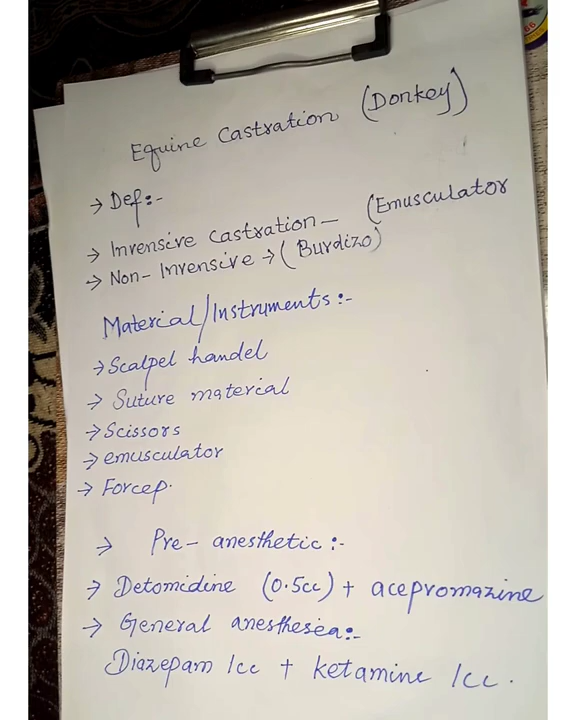 Equine Castration (Donkey)
→ Def:-
→ Invensive Castration - (Emusculator
→ Non-Invensive → (Burdizo)
Material/Instruments:-
→ Scalpel handel
→ Suture material
→ Scissors
→ emusculator
→ Forcep.
→ Pre-anesthetic:-
→ Detomidine (0.5cc) + acepromazine
→ General anesthesea:-
Diazepam 1cc + ketamine 1cc.